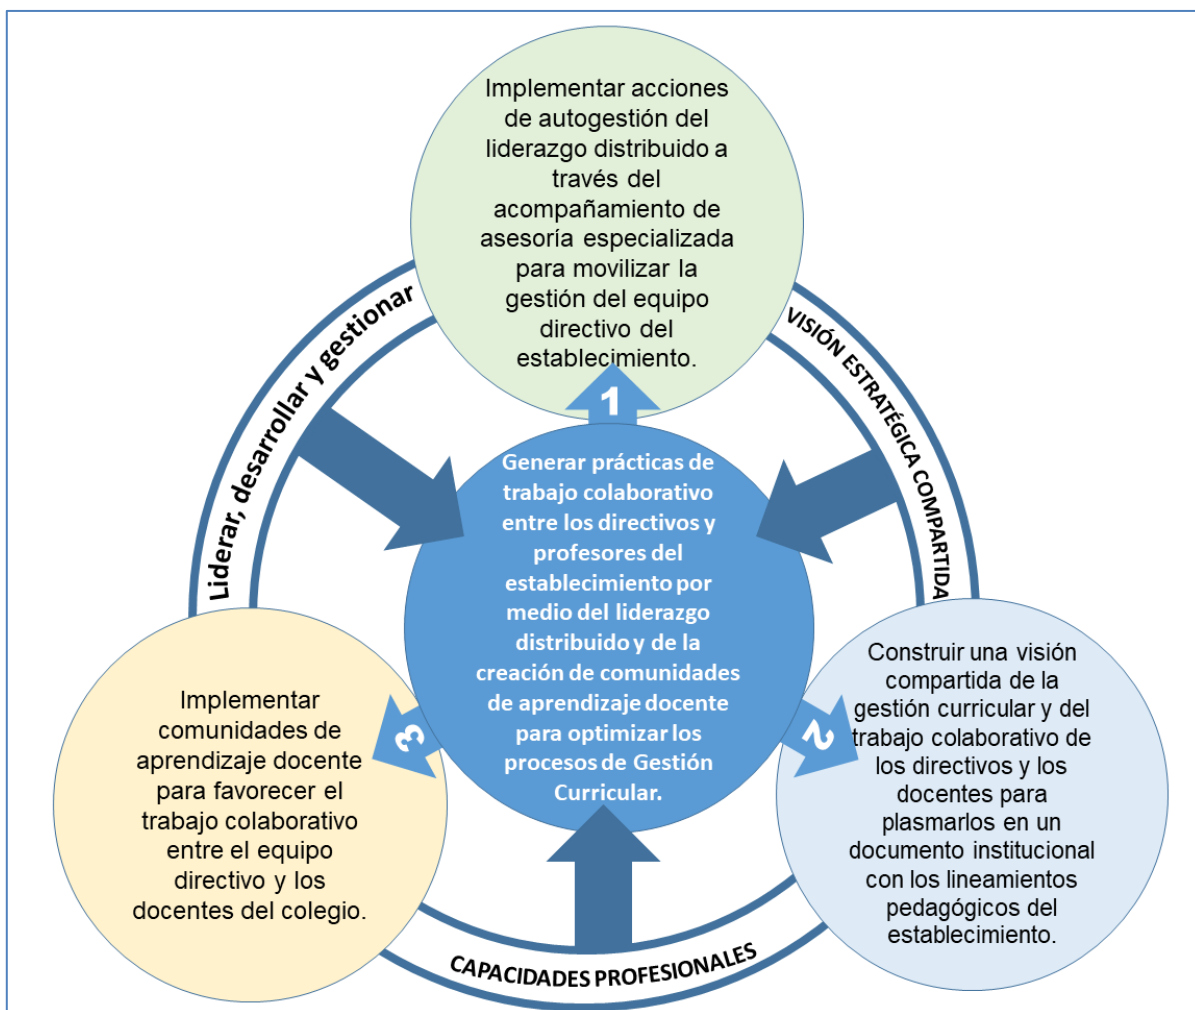 Implementar acciones
de autogestión del
liderazgo distribuido a
través del
acompañamiento de
asesoría especializada
para movilizar la
gestión del equipo
directivo del
establecimiento.
1
Liderar, desarrollar y gestionar
VISIÓN ESTRATÉGICA COMPARTIDA
Generar prácticas de
trabajo colaborativo
entre los directivos y
profesores del
establecimiento por
medio del liderazgo
distribuido y de la
creación de comunidades
de aprendizaje docente
para optimizar los
procesos de Gestión
Curricular.
2
Construir una visión
compartida de la
gestión curricular y del
trabajo colaborativo de
los directivos y los
docentes para
plasmarlos en un
documento institucional
con los lineamientos
pedagógicos del
establecimiento.
3
Implementar
comunidades de
aprendizaje docente
para favorecer el
trabajo colaborativo
entre el equipo
directivo y los
docentes del colegio.
CAPACIDADES PROFESIONALES